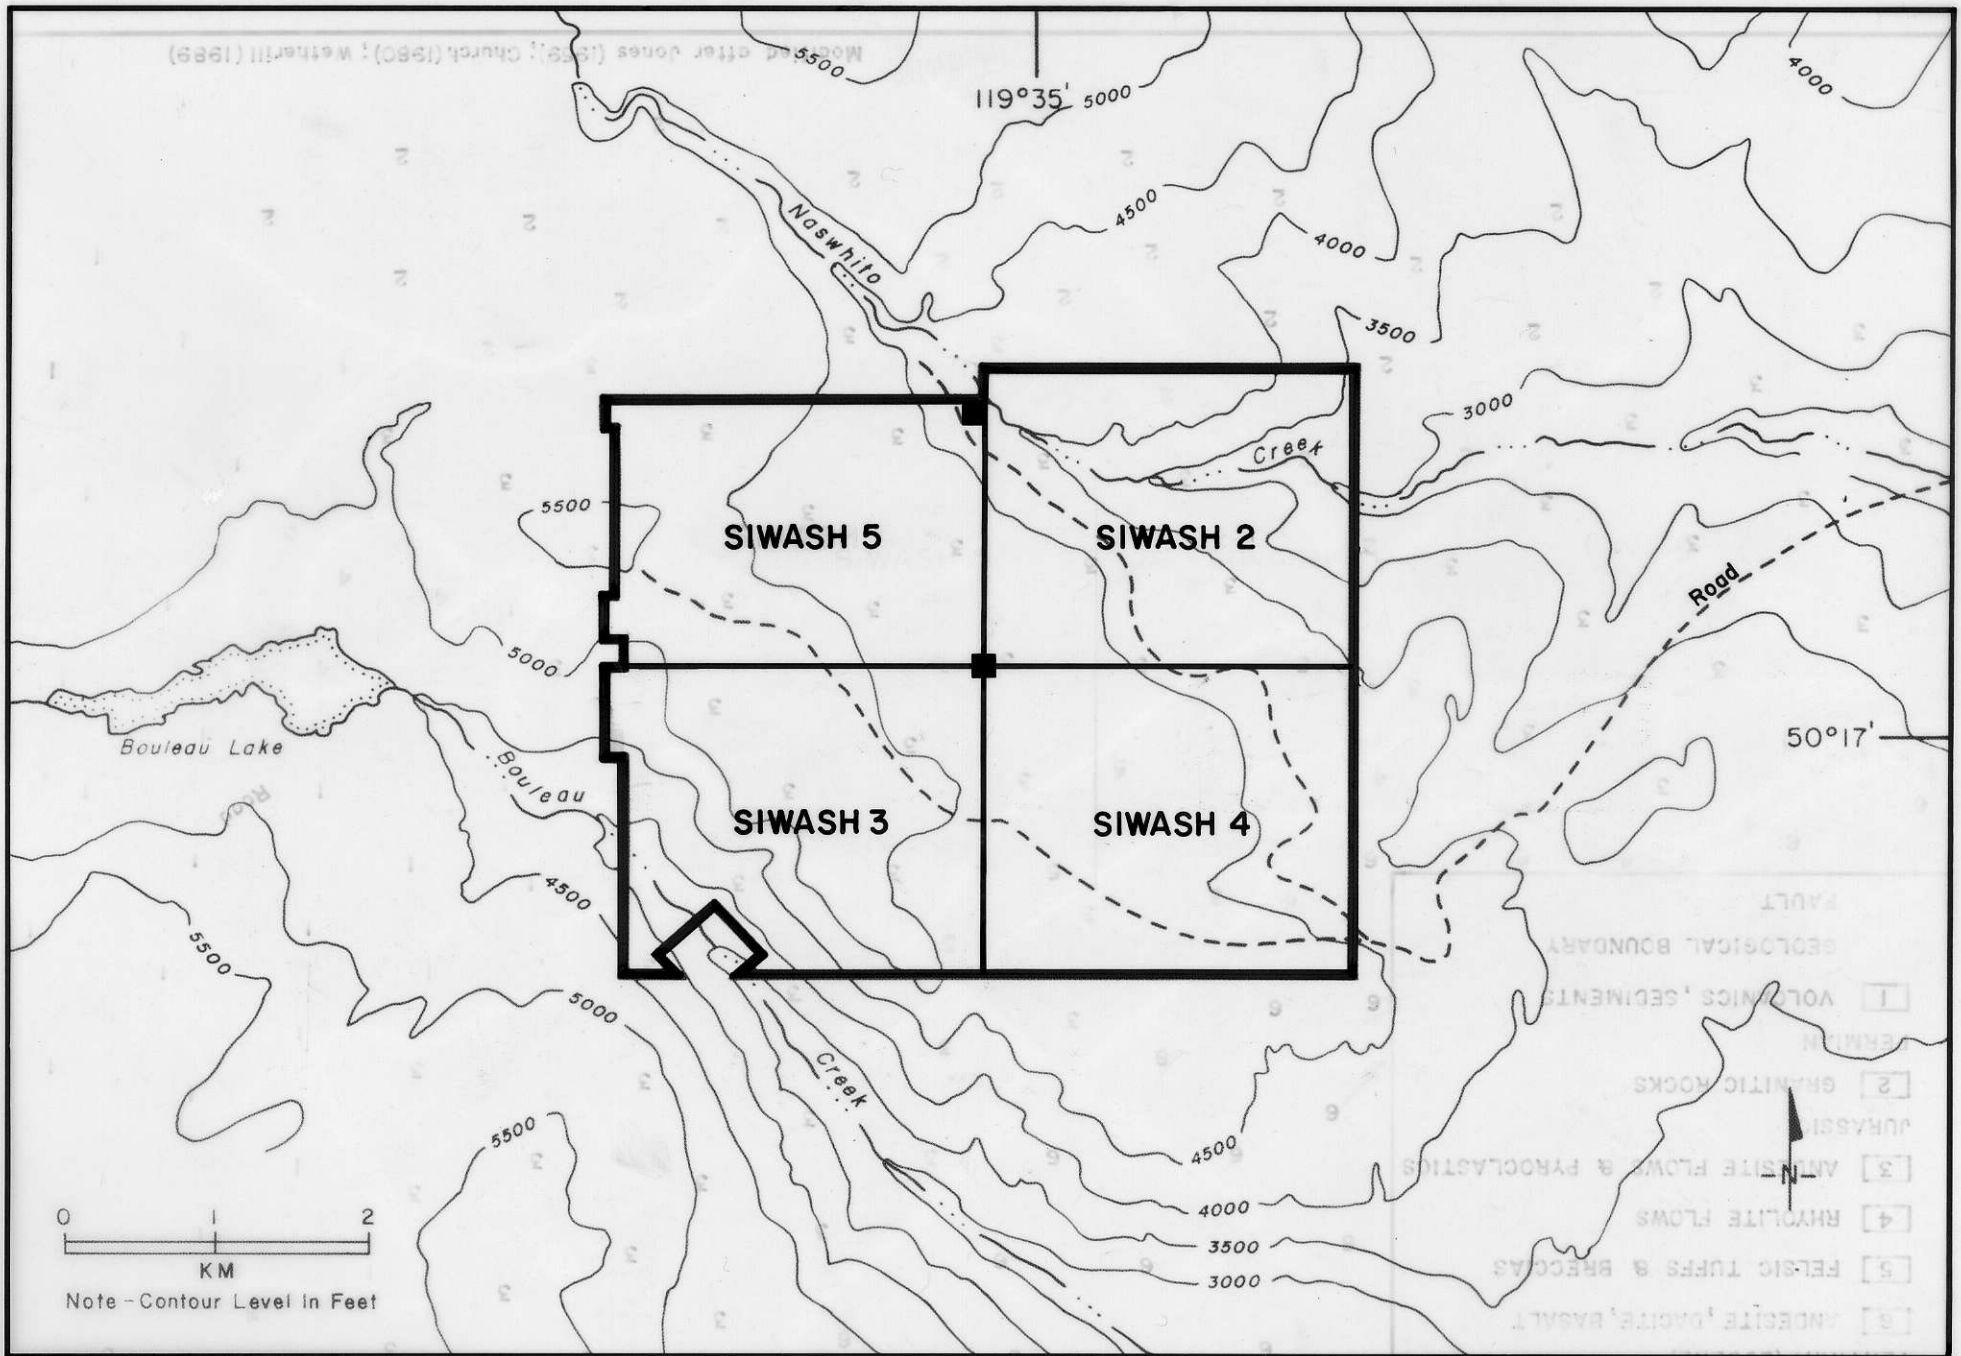 5500
119°35'
5000
4000
Modified after Jones (1959); Church (1980); Wetherill (1989)
Naswhito
4500
4000
3500
3000
Creek
5500
SIWASH 5
SIWASH 2
Road
5000
Bouleau Lake
50°17'
Bouleau
Road
SIWASH 3
SIWASH 4
4500
5500
5000
FAULT
GEOLOGICAL BOUNDARY
1 VOLCANICS, SEDIMENTS
PERMIAN
2 GRANITIC ROCKS
JURASSIC
Creek
5500
4500
3 ANDESITE FLOWS & PYROCLASTICS
-N-
4000
4 RHYOLITE FLOWS
0 1 2
3500
KM
5 FELSIC TUFFS & BRECCIAS
3000
Note - Contour Level In Feet
6 ANDESITE, DACITE, BASALT